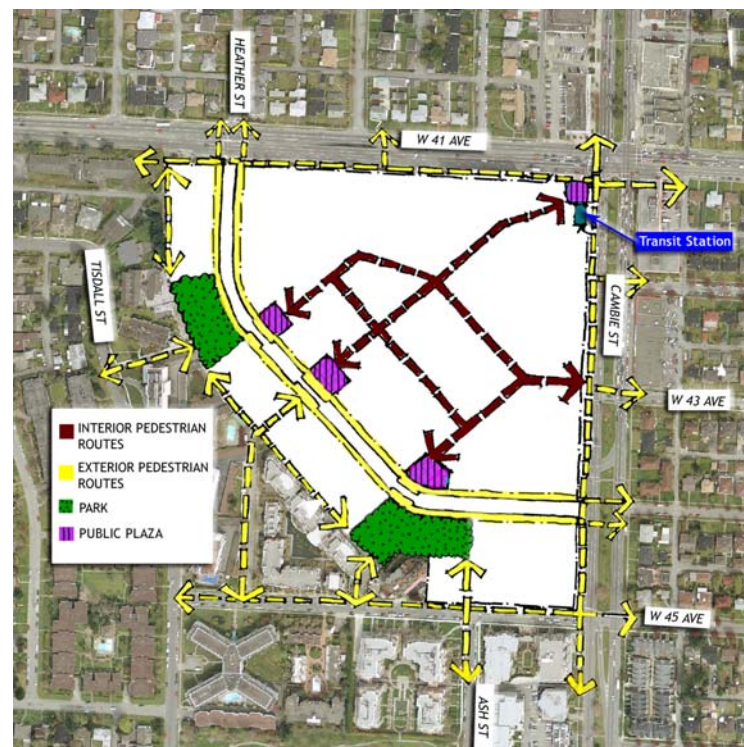 HEATHER ST
W 41 AVE
Transit Station
TISDALL ST
CAMBIE ST
W 43 AVE
INTERIOR PEDESTRIAN
ROUTES
EXTERIOR PEDESTRIAN
ROUTES
PARK
PUBLIC PLAZA
W 45 AVE
ASH ST